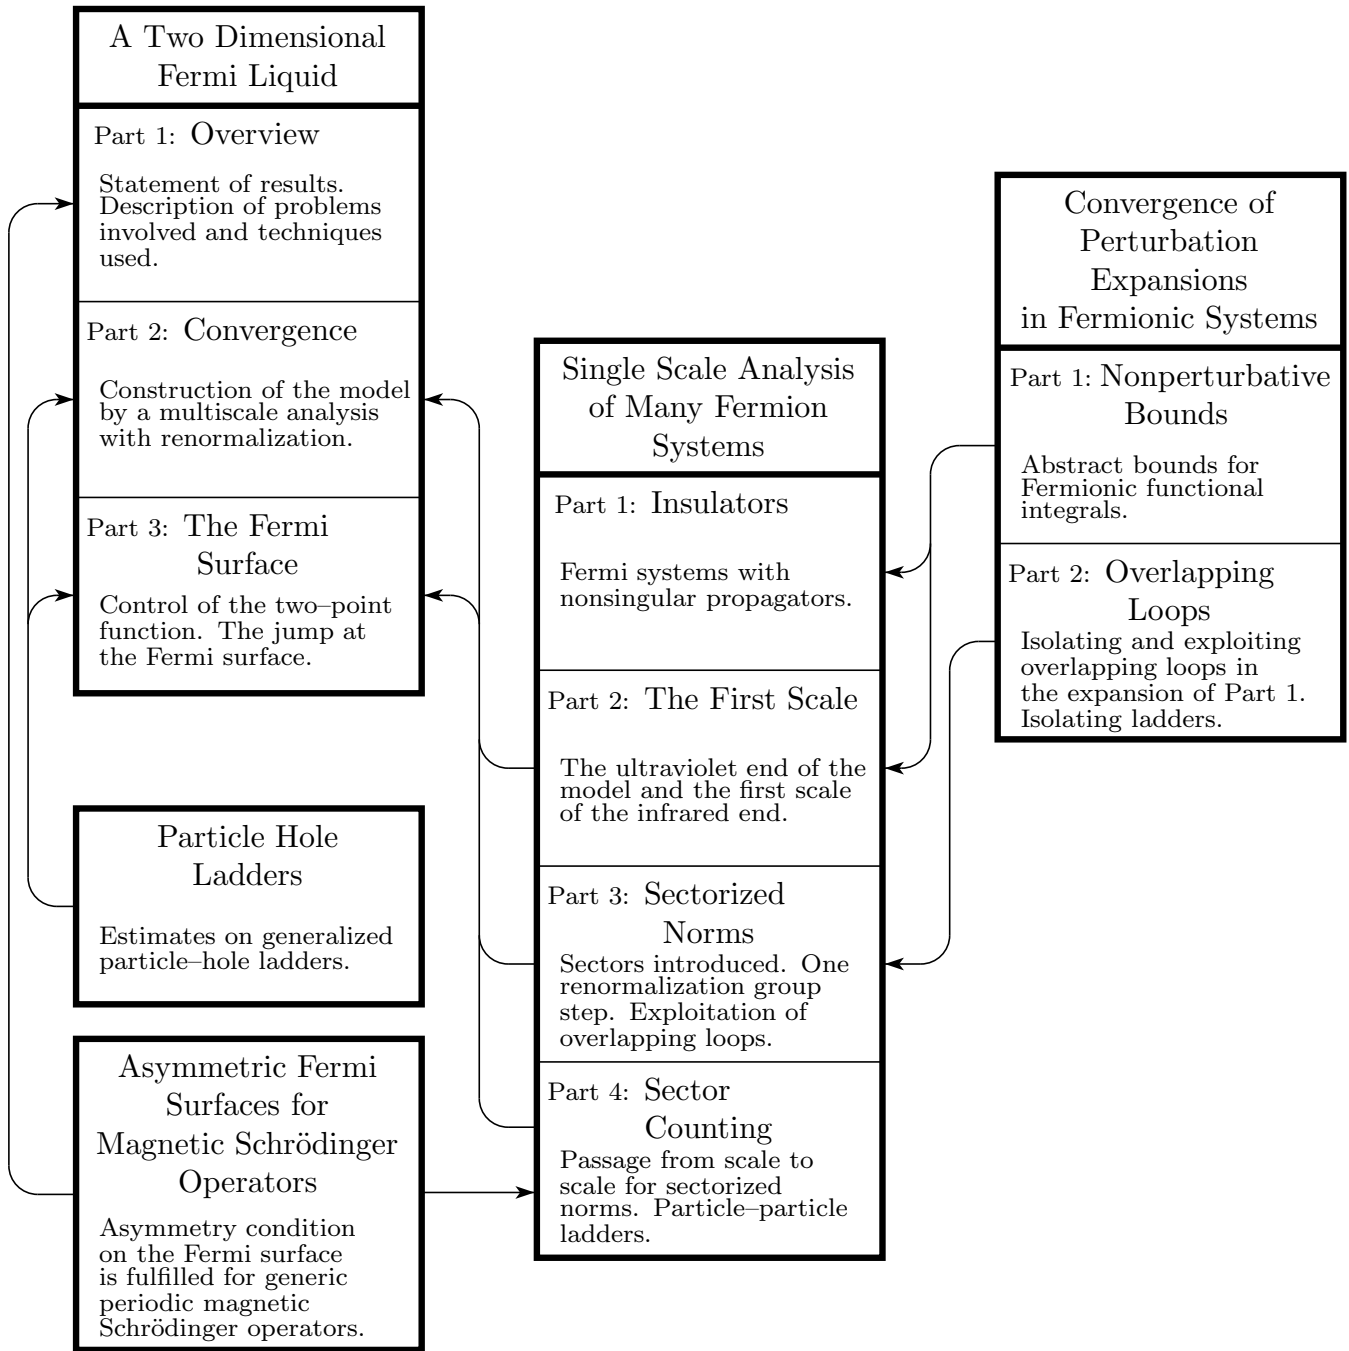 A Two Dimensional
Fermi Liquid
Part 1: Overview
Statement of results.
Description of problems
involved and techniques
used.
Part 2: Convergence
Construction of the model
by a multiscale analysis
with renormalization.
Part 3: The Fermi
Surface
Control of the two–point
function. The jump at
the Fermi surface.
Particle Hole
Ladders
Estimates on generalized
particle–hole ladders.
Asymmetric Fermi
Surfaces for
Magnetic Schrödinger
Operators
Asymmetry condition
on the Fermi surface
is fulfilled for generic
periodic magnetic
Schrödinger operators.
Single Scale Analysis
of Many Fermion
Systems
Part 1: Insulators
Fermi systems with
nonsingular propagators.
Part 2: The First Scale
The ultraviolet end of the
model and the first scale
of the infrared end.
Part 3: Sectorized
Norms
Sectors introduced. One
renormalization group
step. Exploitation of
overlapping loops.
Part 4: Sector
Counting
Passage from scale to
scale for sectorized
norms. Particle–particle
ladders.
Convergence of
Perturbation
Expansions
in Fermionic Systems
Part 1: Nonperturbative
Bounds
Abstract bounds for
Fermionic functional
integrals.
Part 2: Overlapping
Loops
Isolating and exploiting
overlapping loops in
the expansion of Part 1.
Isolating ladders.